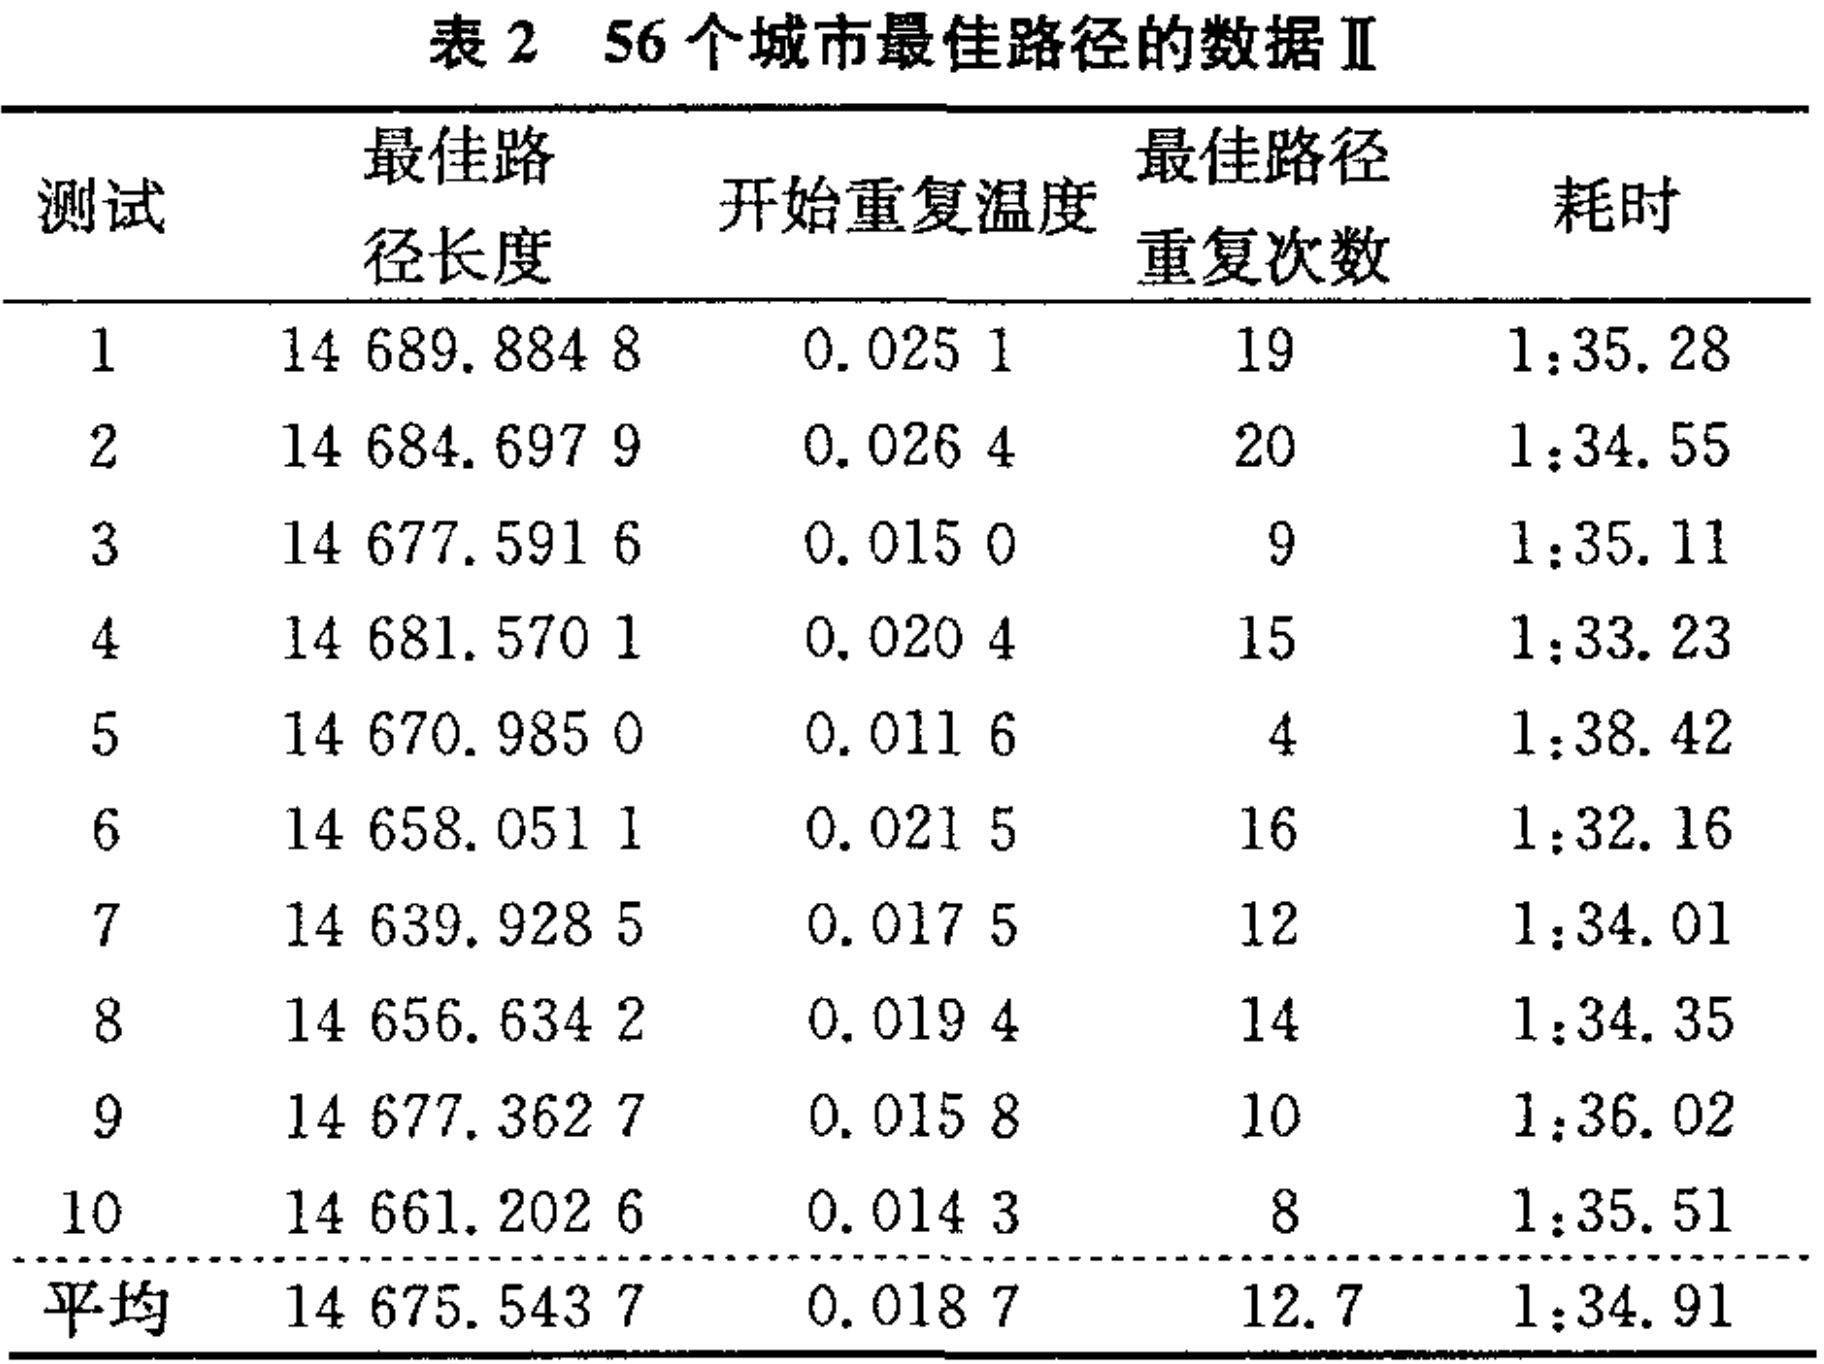 表 2 56 个城市最佳路径的数据 Ⅱ
测试 最佳路径长度 开始重复温度 最佳路径重复次数 耗时
1 14 689.884 8 0.025 1 19 1:35.28
2 14 684.697 9 0.026 4 20 1:34.55
3 14 677.591 6 0.015 0 9 1:35.11
4 14 681.570 1 0.020 4 15 1:33.23
5 14 670.985 0 0.011 6 4 1:38.42
6 14 658.051 1 0.021 5 16 1:32.16
7 14 639.928 5 0.017 5 12 1:34.01
8 14 656.634 2 0.019 4 14 1:34.35
9 14 677.362 7 0.015 8 10 1:36.02
10 14 661.202 6 0.014 3 8 1:35.51
平均 14 675.543 7 0.018 7 12.7 1:34.91